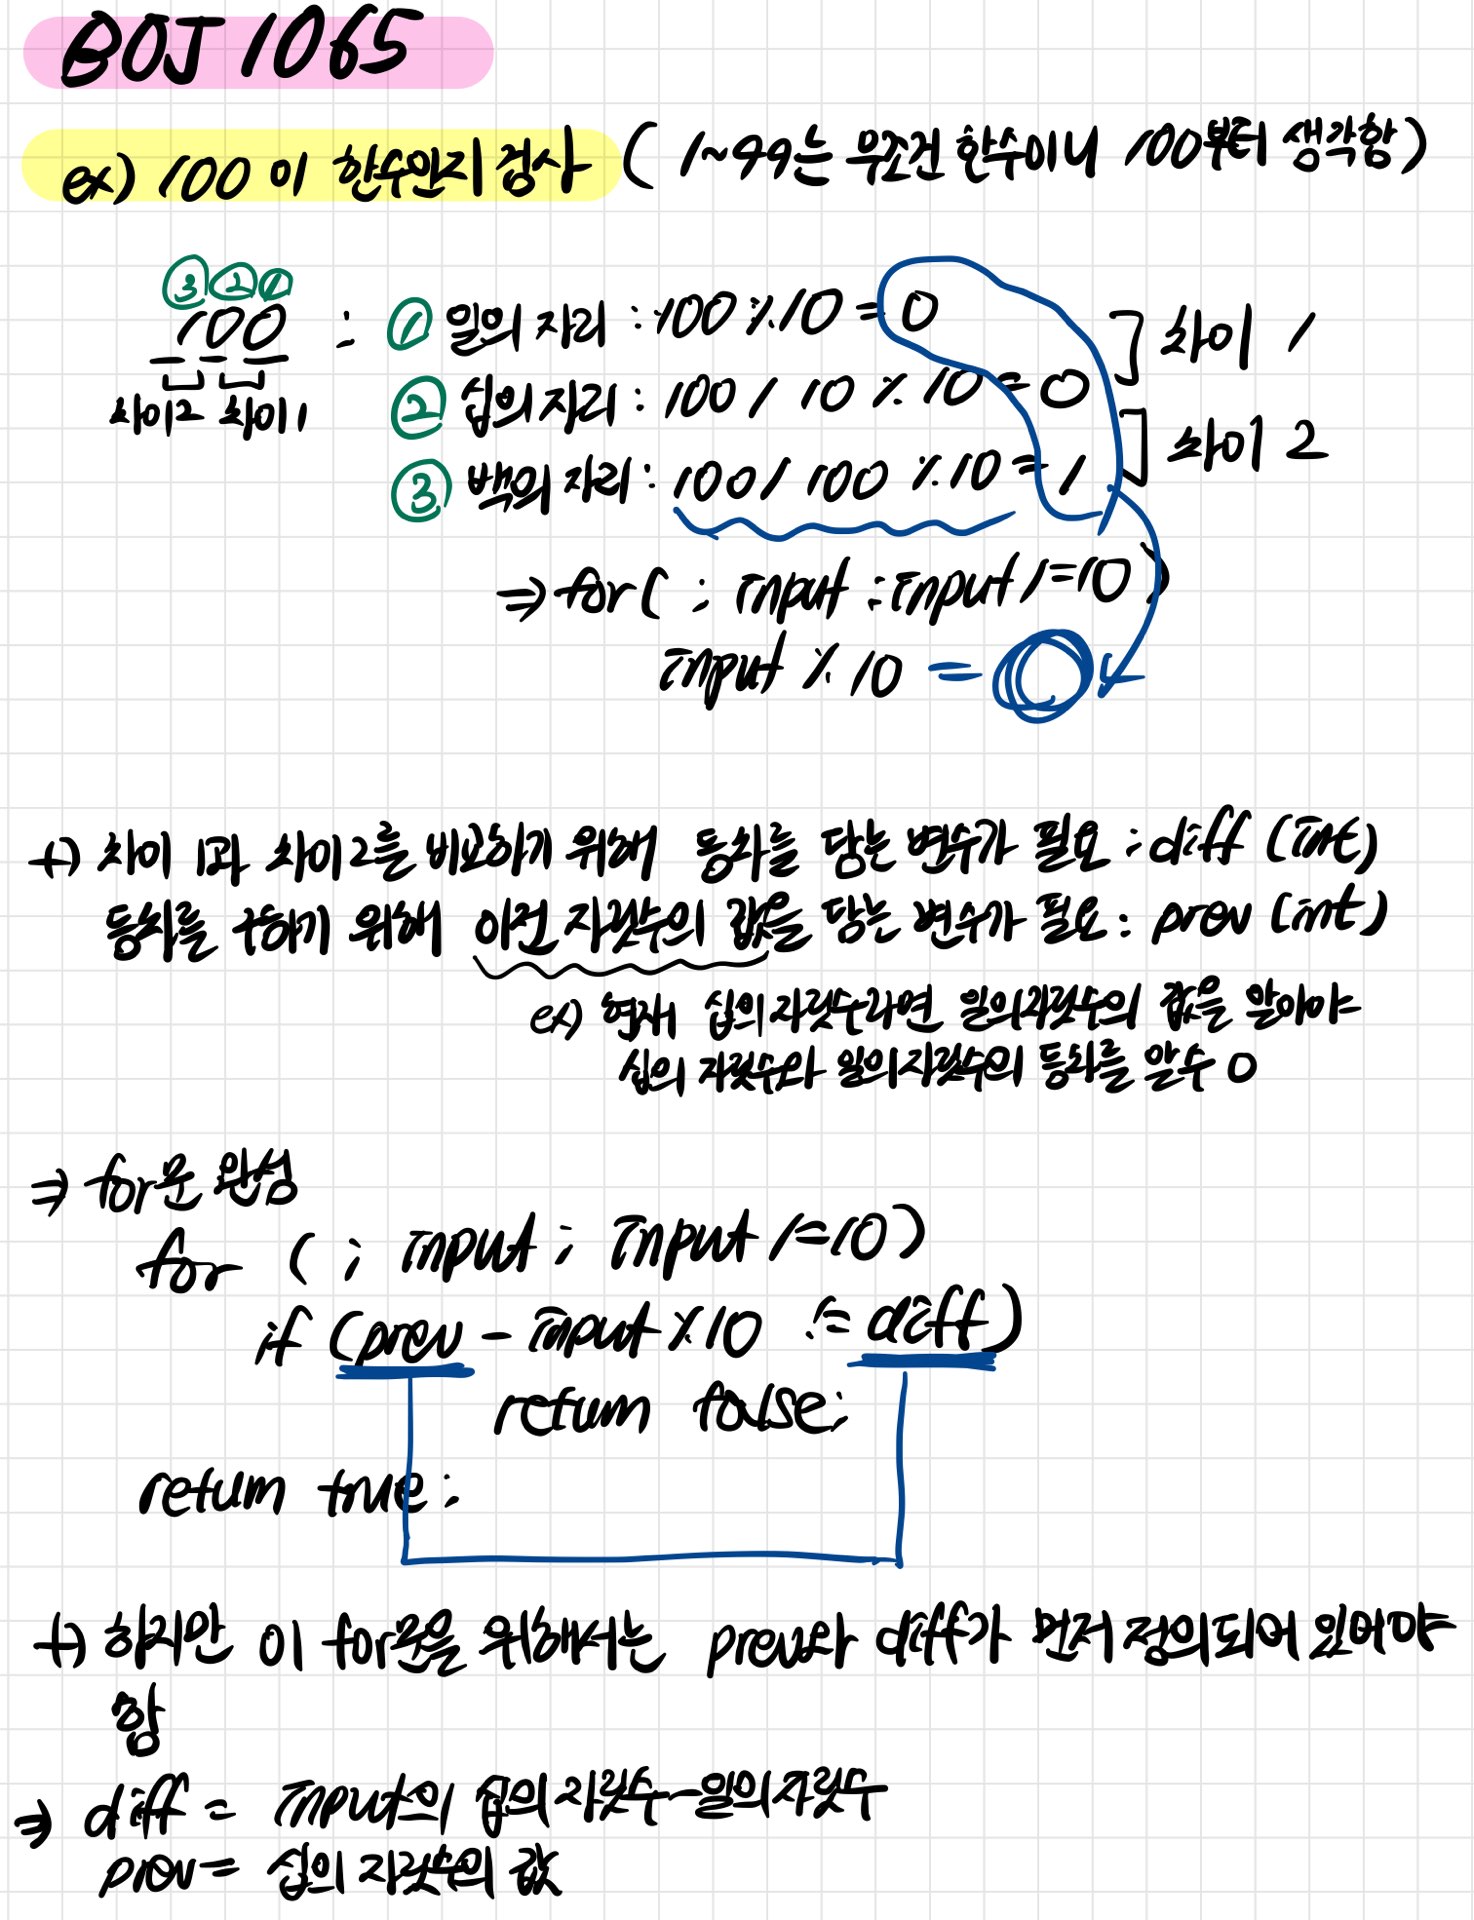 BOJ 1065
ex) 100이 한수인지 검사 (1~99는 무조건 한수이니 100부터 생각함)
③②①
100 : ① 일의 자리 : 100%10 = 0
차이2 차이1
② 십의 자리 : 100 / 10 % 10 = 0
③ 백의 자리 : 100 / 100 % 10 = 1
] 차이 1
] 차이 2
⇒ for( ; input ; input /=10)
input % 10 =
+) 차이 1과 차이2를 비교하기 위해 등차를 담는 변수가 필요 : diff (int)
등차를 구하기 위해 이전 자릿수의 값을 담는 변수가 필요 : prev (int)
ex) 현재 십의 자릿수라면 일의자릿수의 값을 알아야
십의 자릿수와 일의자릿수의 등차를 알수 O
⇒ for문 완성
for ( ; input ; input /=10)
if (prev - input%10 != diff)
return false;
return true;
+) 하지만 이 for문을 위해서는 prev와 diff가 먼저 정의되어 있어야
함
⇒ diff = input의 십의 자릿수-일의 자릿수
prev = 십의 자릿수의 값